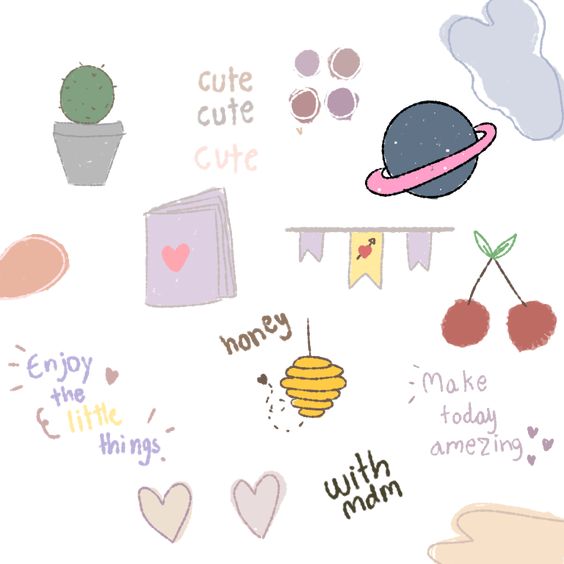 cute
cute
cute
honey
Enjoy
the
little
things.
Make
today
amezing
with
mdm